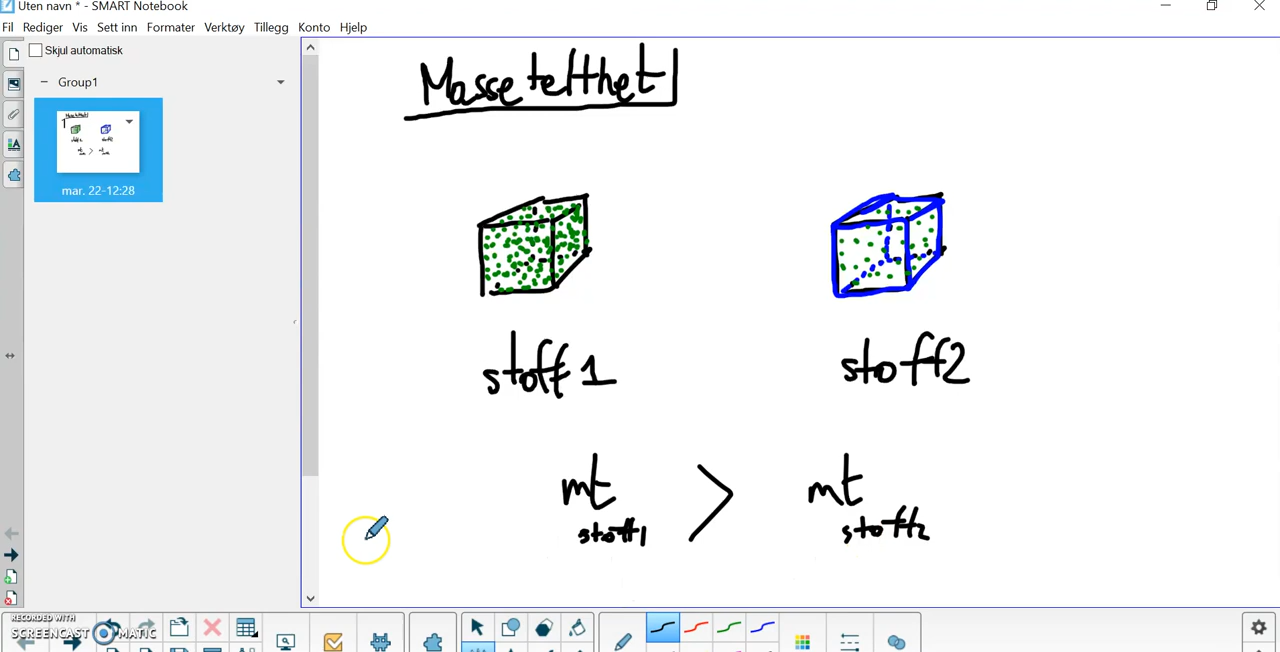 Uten navn * - SMART Notebook
Fil Rediger Vis Sett inn Formater Verktøy Tillegg Konto Hjelp
Skjul automatisk
Group1
mar. 22-12:28
Massetetthet
stoff 1 stoff2
mt > mt
stoff1 stoff2
RECORDED WITH
SCREENCAST MATIC